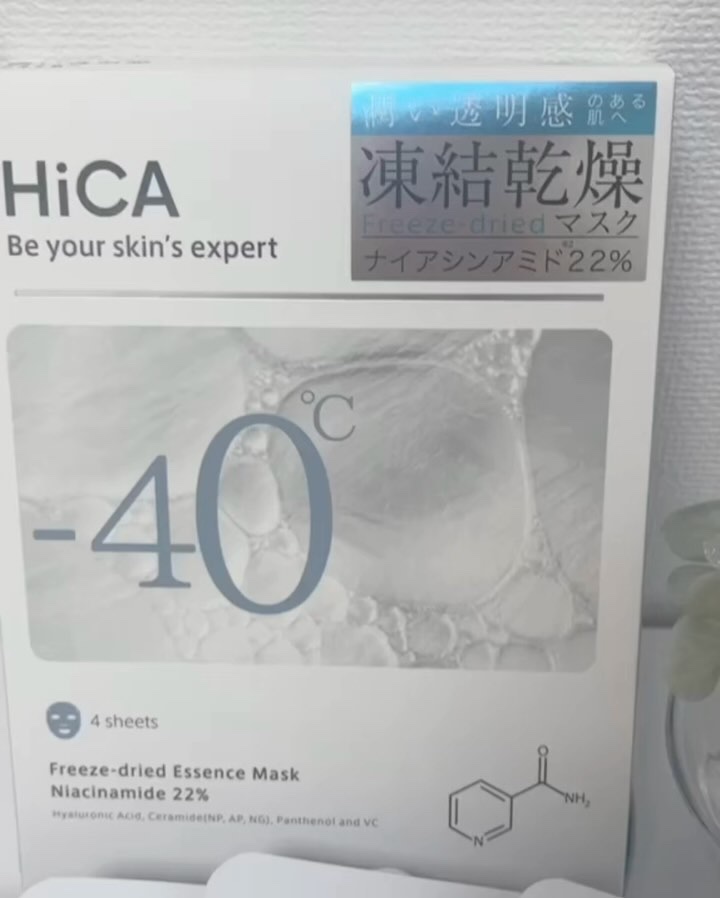 HiCA
Be your skin's expert
潤い透明感のある肌へ
凍結乾燥
Freeze-dried マスク
ナイアシンアミド※2 22%
-40℃
4 sheets
Freeze-dried Essence Mask
Niacinamide 22%
Hyaluronic Acid, Ceramide(NP, AP, NG), Panthenol and VC
O
NH₂
N